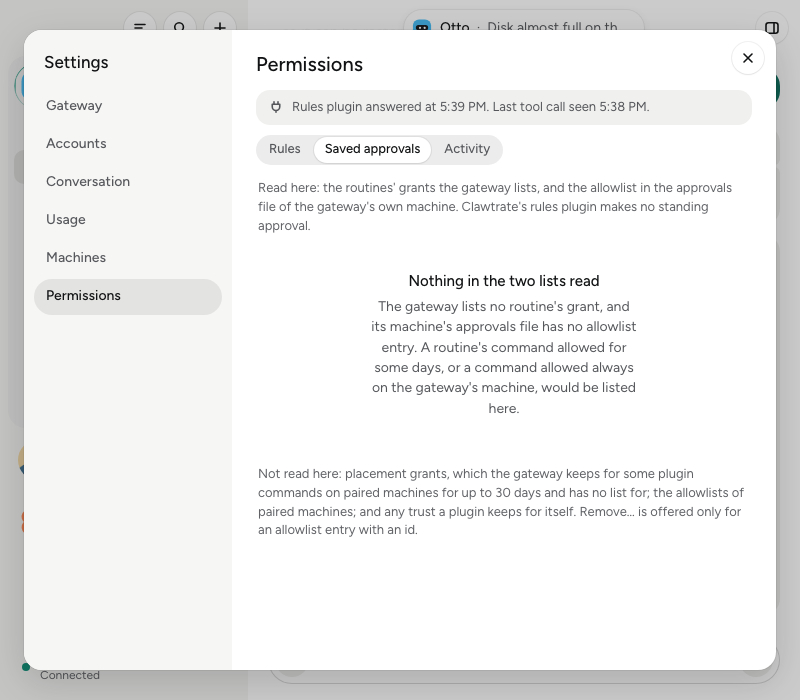 Otto · Disk almost full on th
Settings
Gateway
Accounts
Conversation
Usage
Machines
Permissions
Permissions
Rules plugin answered at 5:39 PM. Last tool call seen 5:38 PM.
Rules
Saved approvals
Activity
Read here: the routines' grants the gateway lists, and the allowlist in the approvals
file of the gateway's own machine. Clawtrate's rules plugin makes no standing
approval.
Nothing in the two lists read
The gateway lists no routine's grant, and
its machine's approvals file has no allowlist
entry. A routine's command allowed for
some days, or a command allowed always
on the gateway's machine, would be listed
here.
Not read here: placement grants, which the gateway keeps for some plugin
commands on paired machines for up to 30 days and has no list for; the allowlists of
paired machines; and any trust a plugin keeps for itself. Remove... is offered only for
an allowlist entry with an id.
Connected